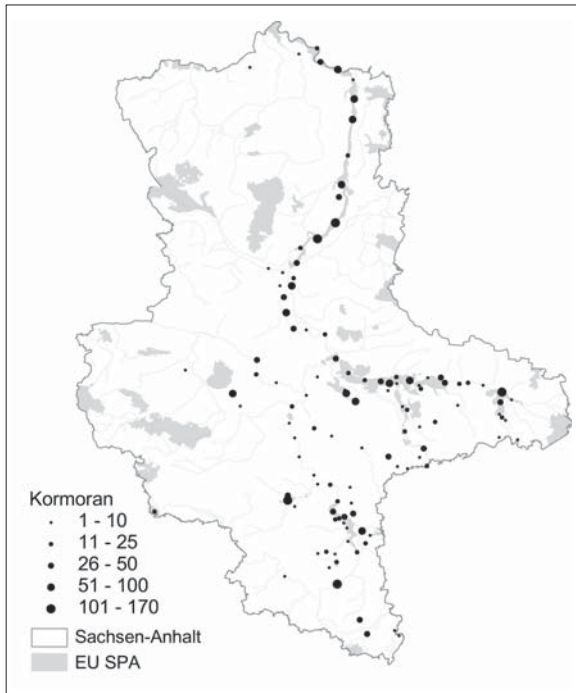 Kormoran
1 - 10
11 - 25
26 - 50
51 - 100
101 - 170
Sachsen-Anhalt
EU SPA